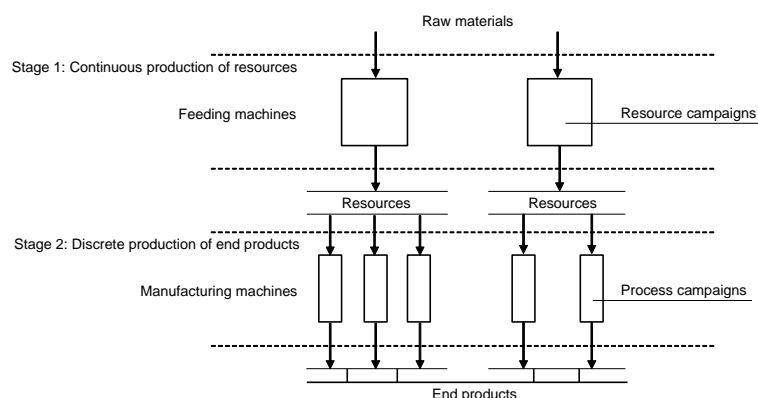 Raw materials
Stage 1: Continuous production of resources
Feeding machines
Resource campaigns
Resources
Resources
Stage 2: Discrete production of end products
Manufacturing machines
Process campaigns
End products